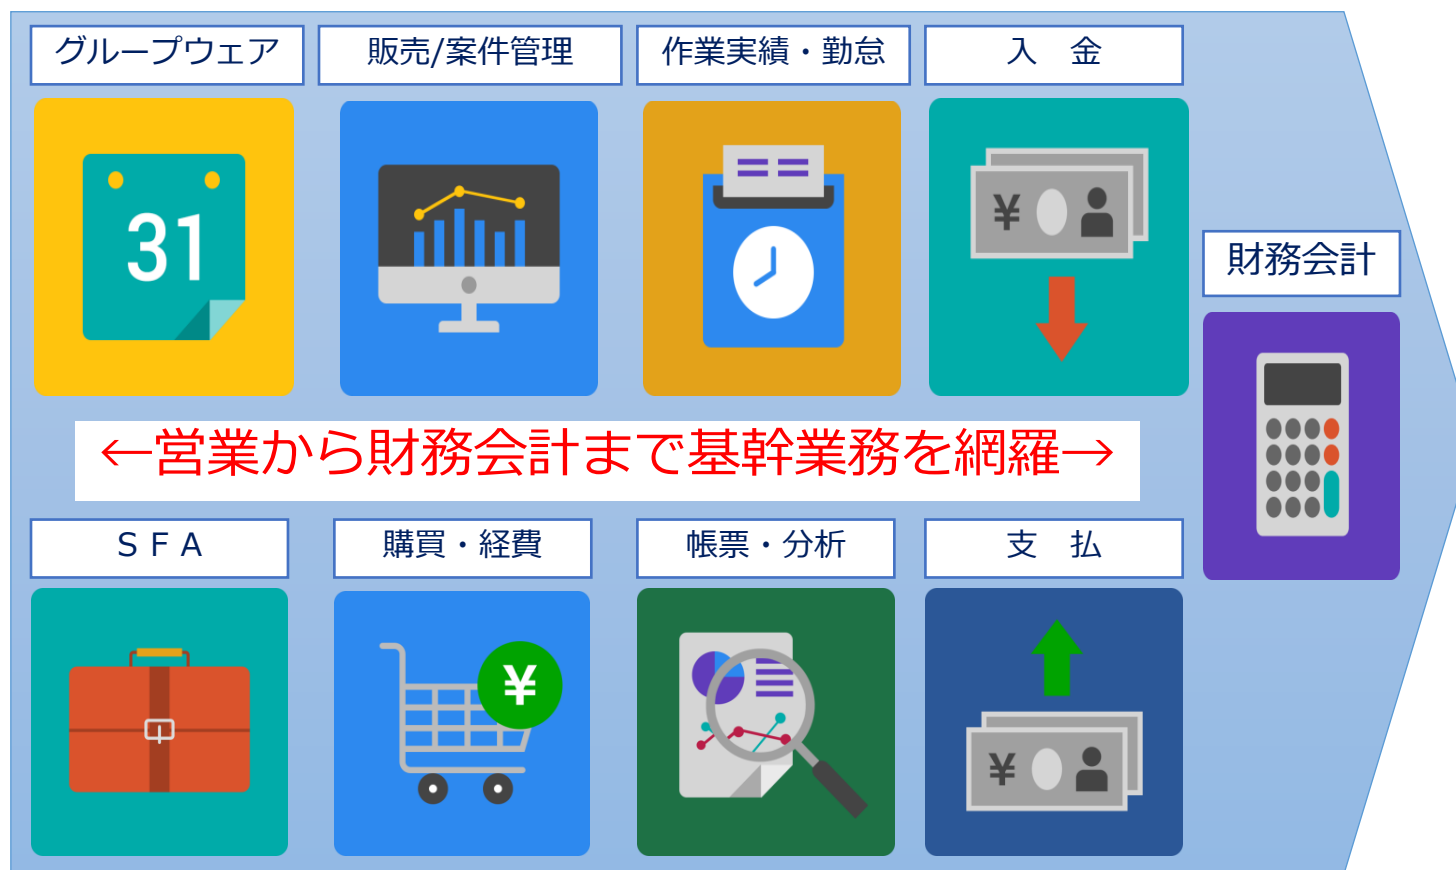 グループウェア
販売/案件管理
作業実績・勤怠
入　金
31
¥
財務会計
←営業から財務会計まで基幹業務を網羅→
ＳＦＡ
購買・経費
帳票・分析
支　払
¥
¥